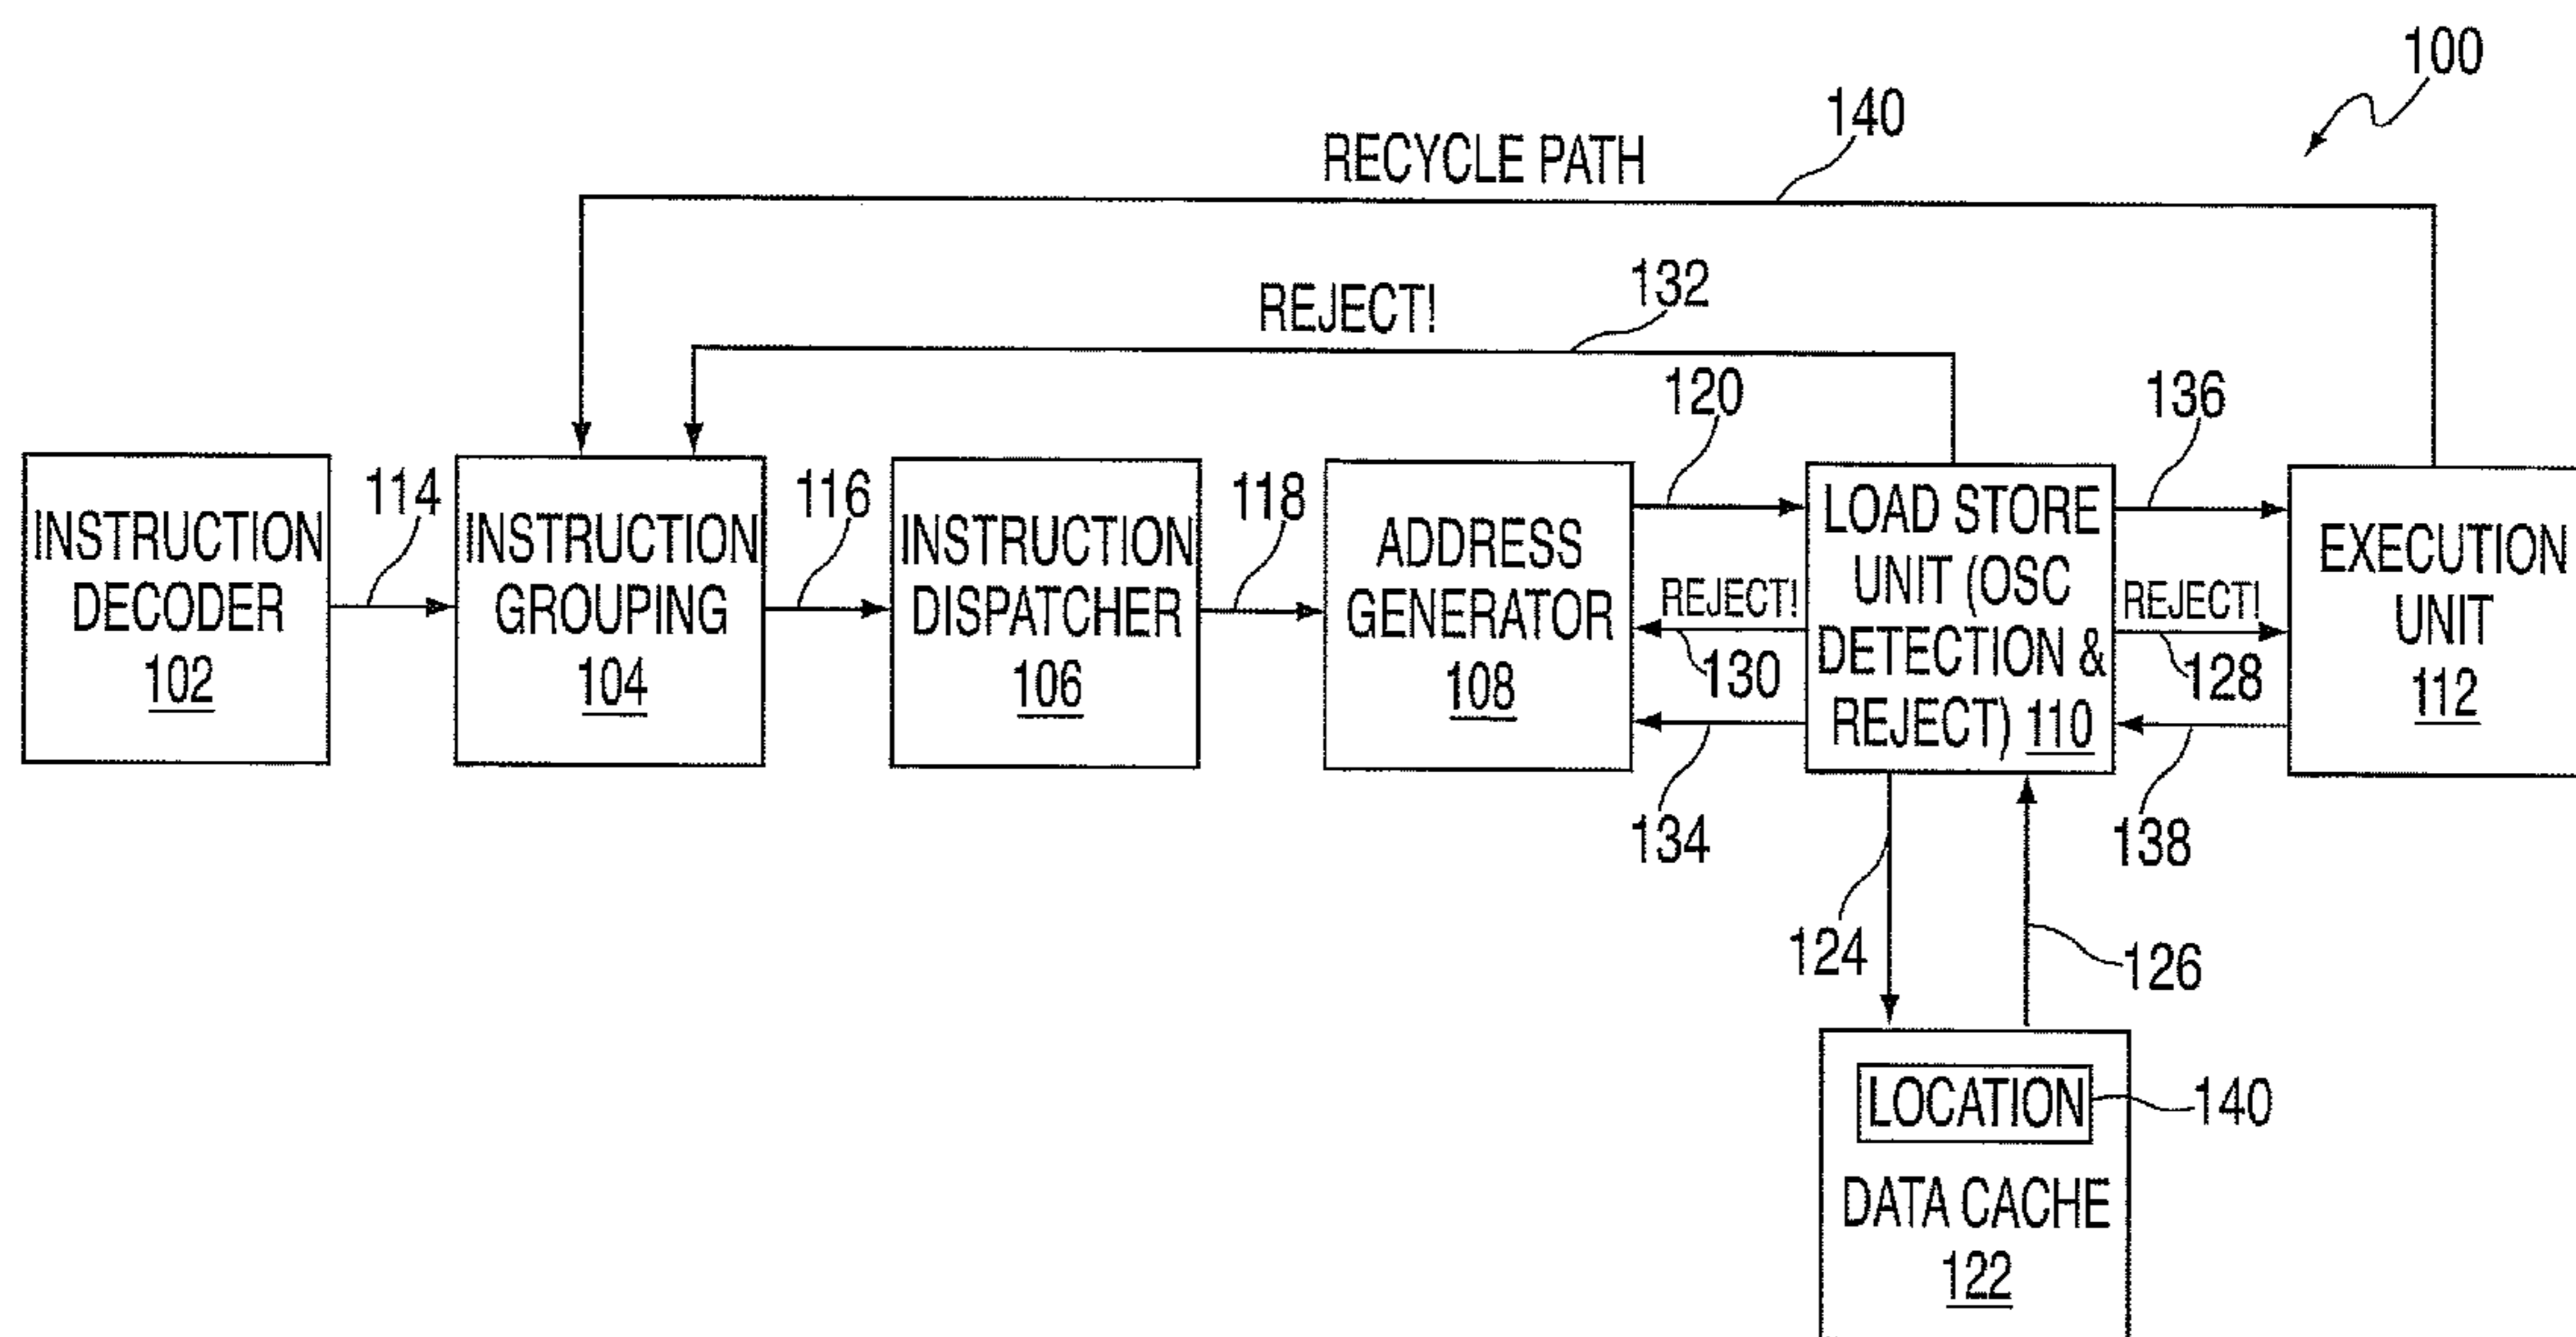 100
140
RECYCLE PATH
132
REJECT!
120
136
114
116
118
INSTRUCTION
DECODER
102
INSTRUCTION
GROUPING
104
INSTRUCTION
DISPATCHER
106
ADDRESS
GENERATOR
108
REJECT!
130
134
LOAD STORE
UNIT (OSC
DETECTION &
REJECT) 110
REJECT!
128
138
EXECUTION
UNIT
112
124
126
LOCATION
140
DATA CACHE
122